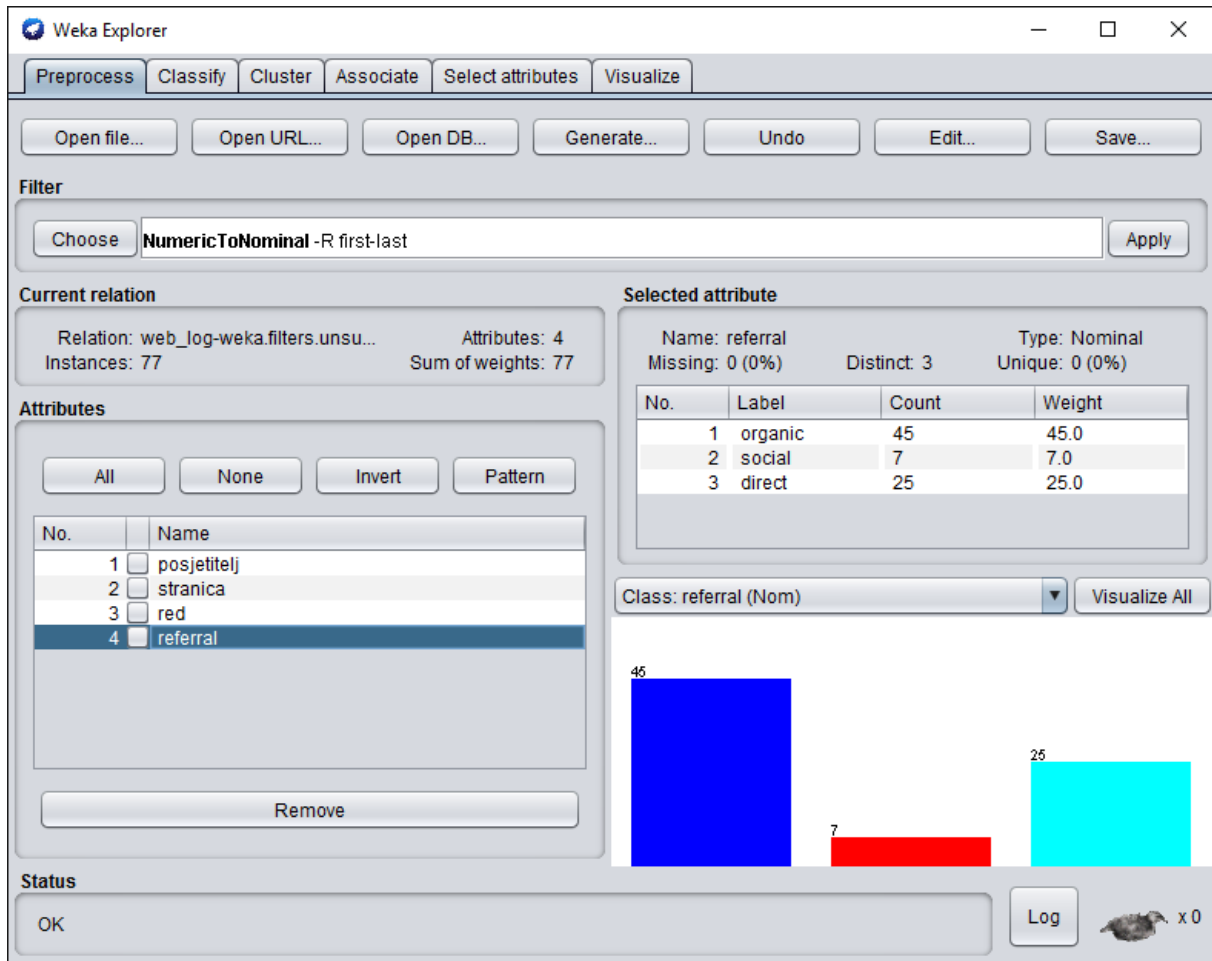 Weka Explorer
Preprocess Classify Cluster Associate Select attributes Visualize
Open file... Open URL... Open DB... Generate... Undo Edit... Save...
Filter
Choose NumericToNominal -R first-last Apply
Current relation
Relation: web_log-weka.filters.unsu... Attributes: 4
Instances: 77 Sum of weights: 77
Attributes
All None Invert Pattern
No. Name
1 posjetitelj
2 stranica
3 red
4 referral
Remove
Selected attribute
Name: referral Type: Nominal
Missing: 0 (0%) Distinct: 3 Unique: 0 (0%)
No. Label Count Weight
1 organic 45 45.0
2 social 7 7.0
3 direct 25 25.0
Class: referral (Nom) Visualize All
45
7
25
Status
OK
Log x 0